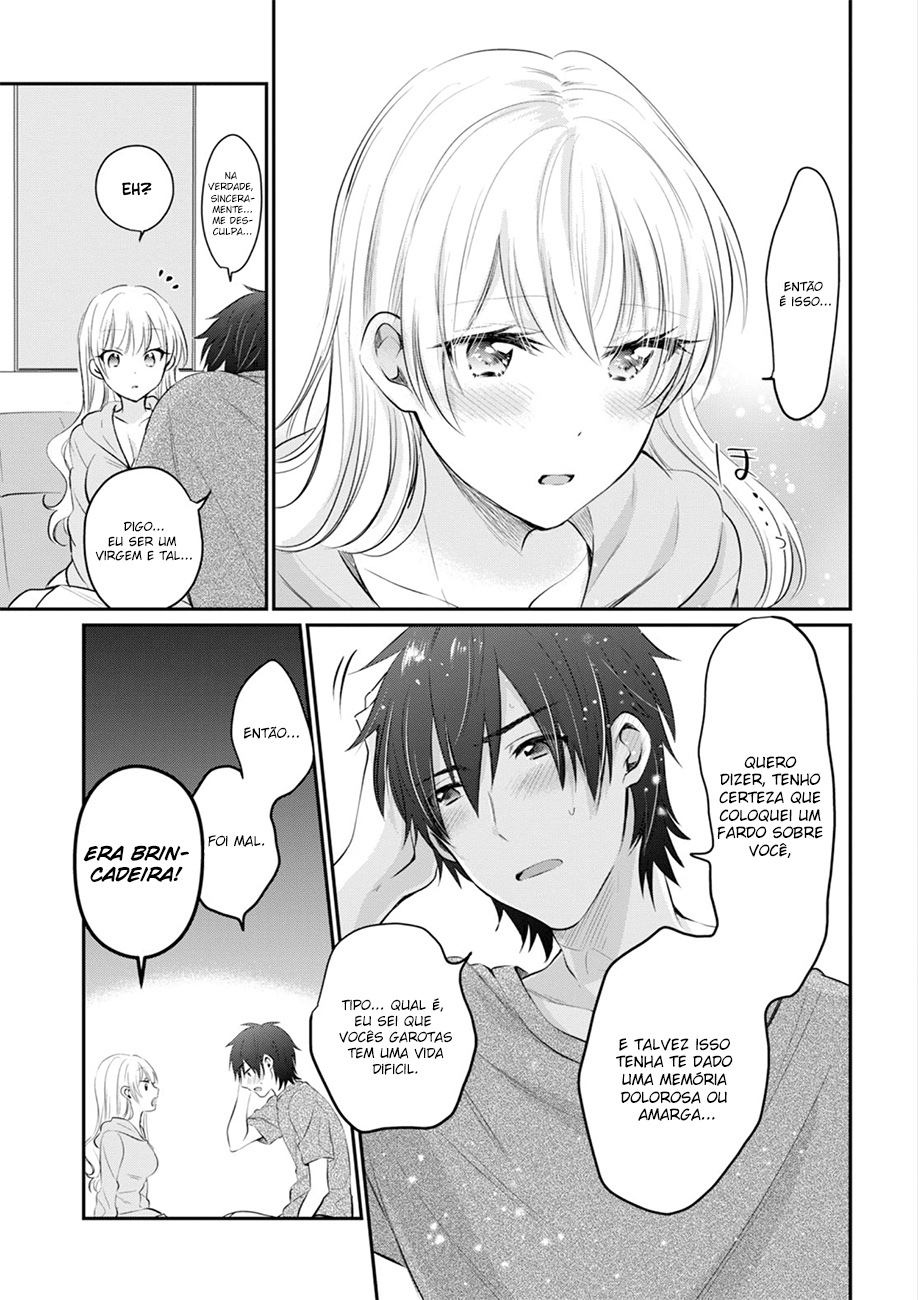 ENTÃO
É ISSO...
ず
....
NA
VERDADE,
SINCERA-
MENTE...
ME DES-
CULPA...
EH?
DIGO...
EU SER UM
VIRGEM E TAL...
QUERO
DIZER, TENHO
CERTEZA QUE
COLOQUEI UM
FARDO SOBRE
VOCÊ,
E TALVEZ ISSO
TENHA TE DADO
UMA MEMÓRIA
DOLOROSA OU
AMARGA...
TIPO... QUAL É,
EU SEI QUE
VOCÊS GAROTAS
TEM UMA VIDA
DIFICIL.
ENTÃO...
FOI MAL.
ERA BRIN-
CADEIRA!